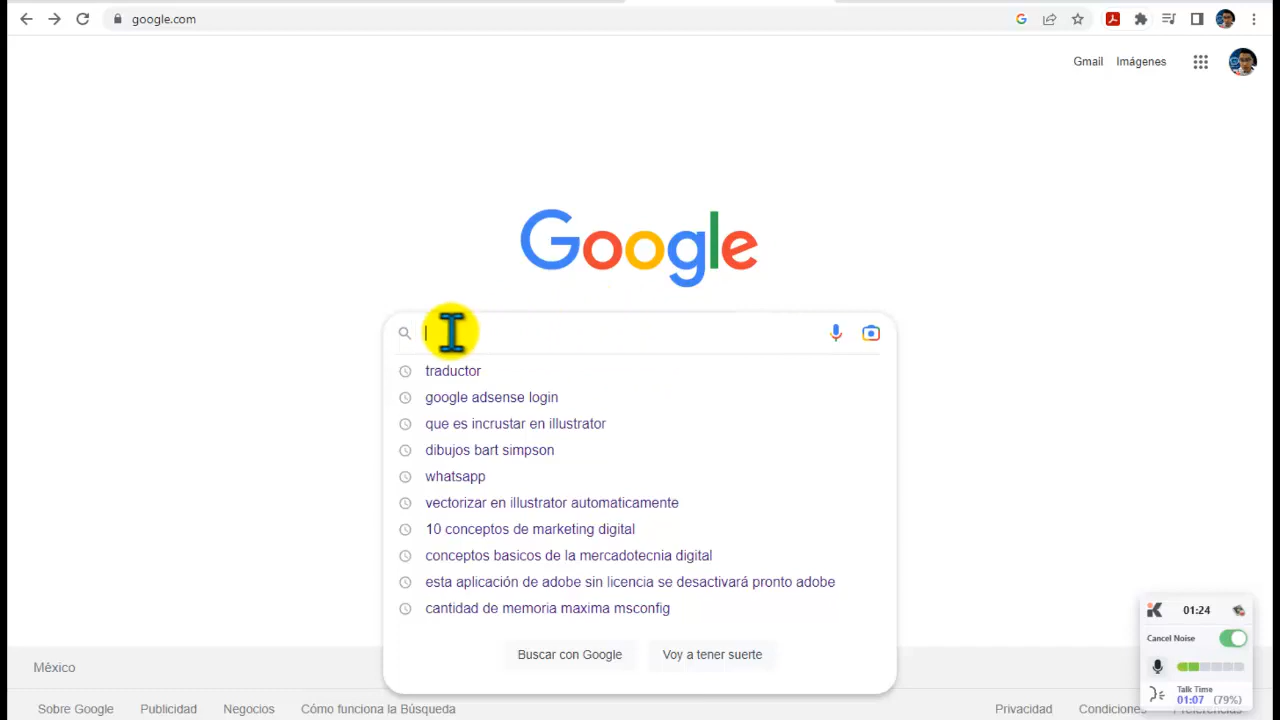 google.com
Gmail Imágenes
Google
traductor
google adsense login
que es incrustar en illustrator
dibujos bart simpson
whatsapp
vectorizar en illustrator automaticamente
10 conceptos de marketing digital
conceptos basicos de la mercadotecnia digital
esta aplicación de adobe sin licencia se desactivará pronto adobe
cantidad de memoria maxima msconfig
Buscar con Google Voy a tener suerte
01:24
Cancel Noise
Talk Time
01:07 (79%)
México
Sobre Google Publicidad Negocios Cómo funciona la Búsqueda Privacidad Condiciones Preferencias